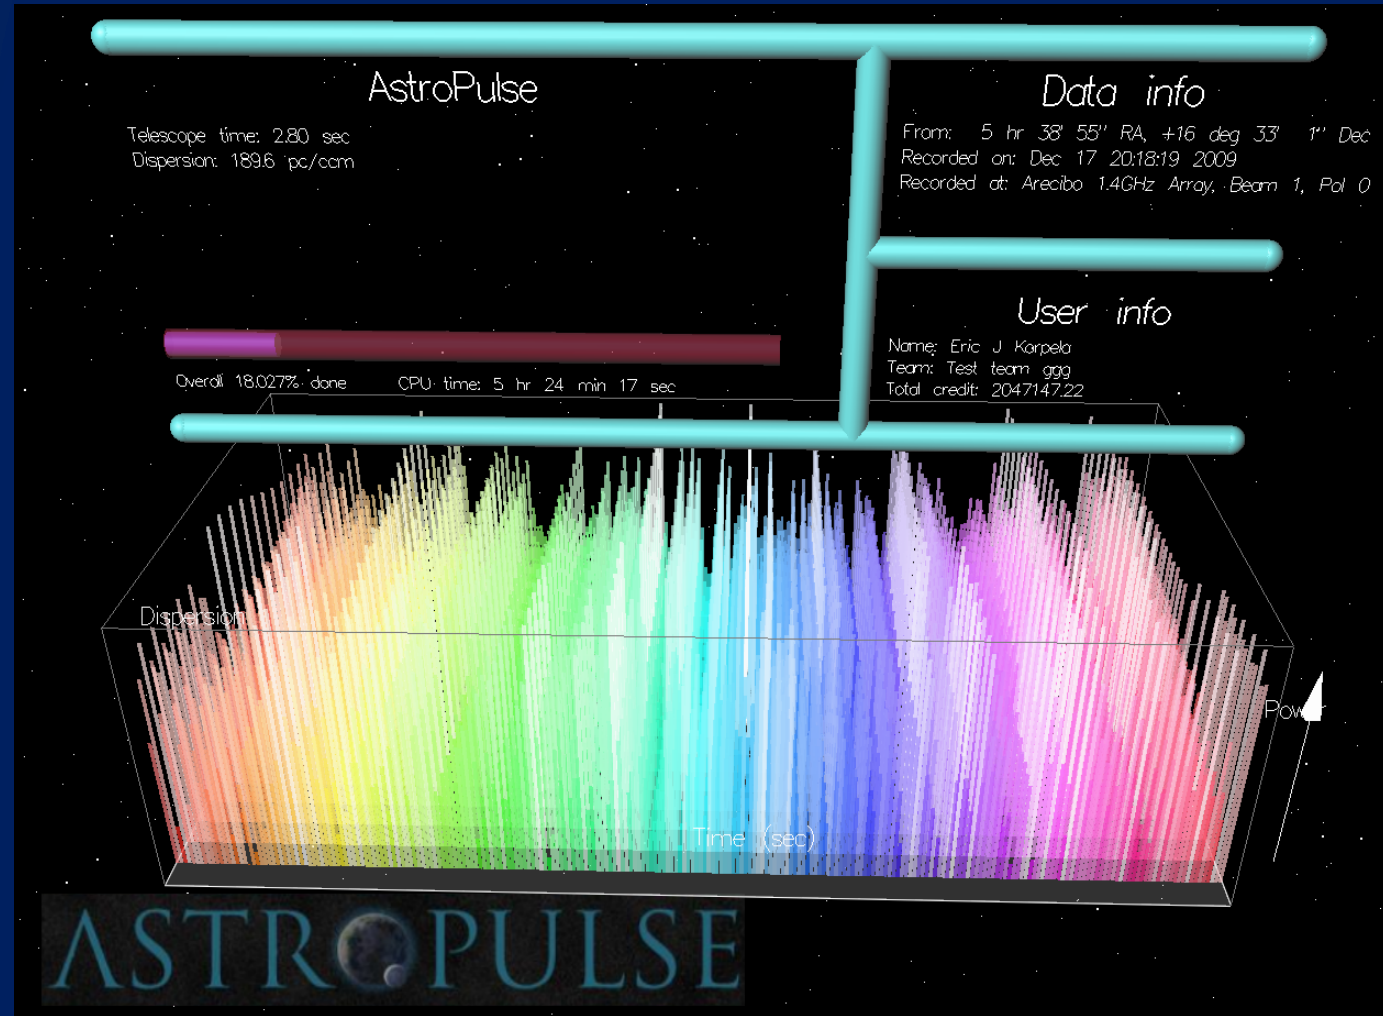 AstroPulse
Telescope time: 2.80 sec
Dispersion: 189.6 pc/ccm
Data info
From: 5 hr 38' 55'' RA, +16 deg 33' 1'' Dec
Recorded on: Dec 17 20:18:19 2009
Recorded at: Arecibo 1.4GHz Array, Beam 1, Pol 0
User info
Name: Eric J Korpela
Team: Test team ggg
Total credit: 2047147.22
Overall 18.027% done CPU time: 5 hr 24 min 17 sec
Dispersion
Power
Time (sec)
ASTROPULSE